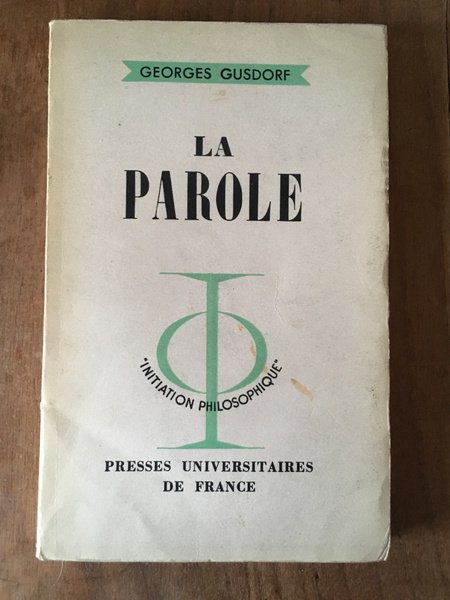 GEORGES GUSDORF
LA
PAROLE
"INITIATION PHILOSOPHIQUE"
PRESSES UNIVERSITAIRES
DE FRANCE